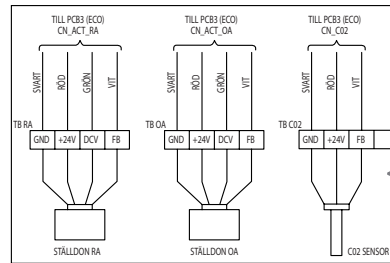 TILL PCB3 (ECO)
CN_ACT_RA
SVART
RÖD
GRÖN
VIT
TB RA
GND
+24V
DCV
FB
STÄLLDON RA
TILL PCB3 (ECO)
CN_ACT_OA
SVART
RÖD
GRÖN
VIT
TB OA
GND
+24V
DCV
FB
STÄLLDON OA
TILL PCB3 (ECO)
CN_C02
SVART
RÖD
VIT
TB C02
GND
+24V
FB
C02 SENSOR